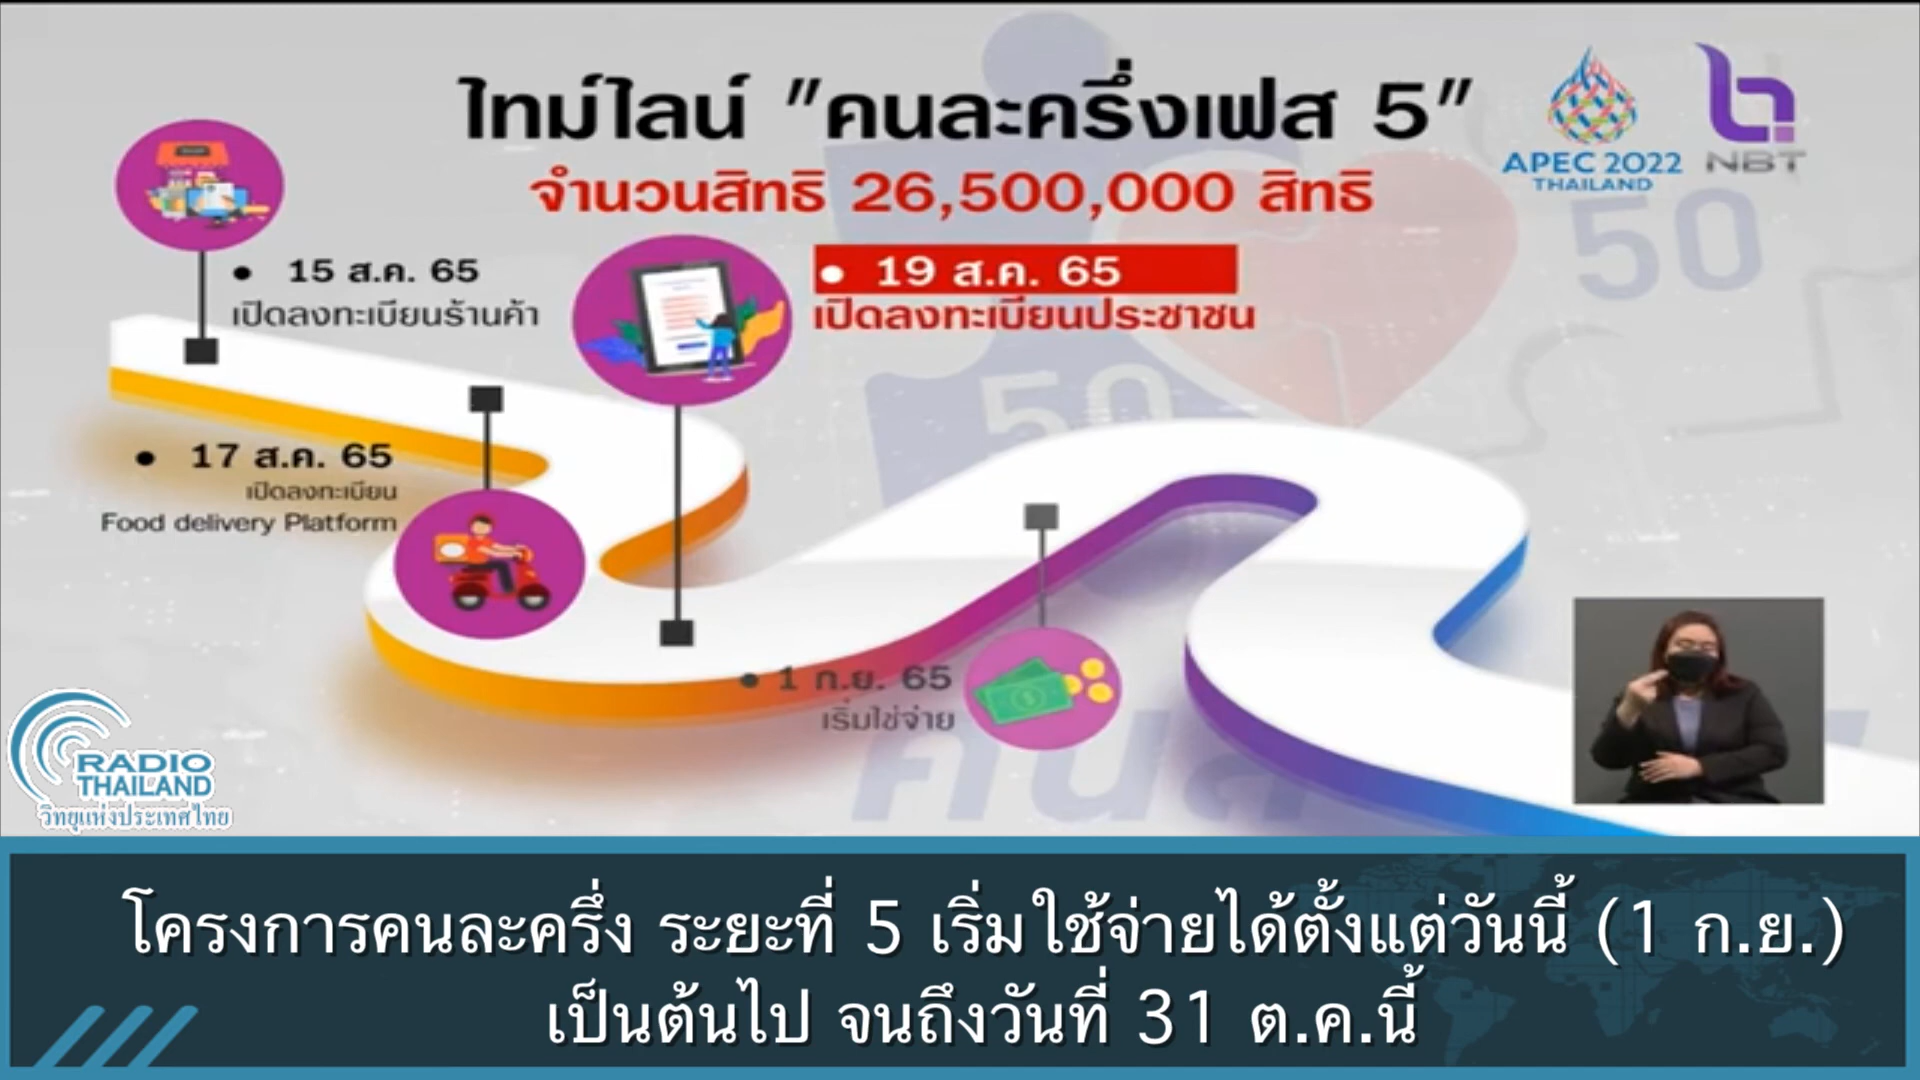 ไทม์ไลน์ "คนละครึ่งเฟส 5"
จำนวนสิทธิ 26,500,000 สิทธิ
APEC 2022
THAILAND
NBT
• 15 ส.ค. 65
เปิดลงทะเบียนร้านค้า
• 19 ส.ค. 65
เปิดลงทะเบียนประชาชน
50
50
• 17 ส.ค. 65
เปิดลงทะเบียน
Food delivery Platform
• 1 ก.ย. 65
เริ่มใช่จ่าย
RADIO
THAILAND
วิทยุแห่งประเทศไทย
โครงการคนละครึ่ง ระยะที่ 5 เริ่มใช้จ่ายได้ตั้งแต่วันนี้ (1 ก.ย.)
เป็นต้นไป จนถึงวันที่ 31 ต.ค.นี้